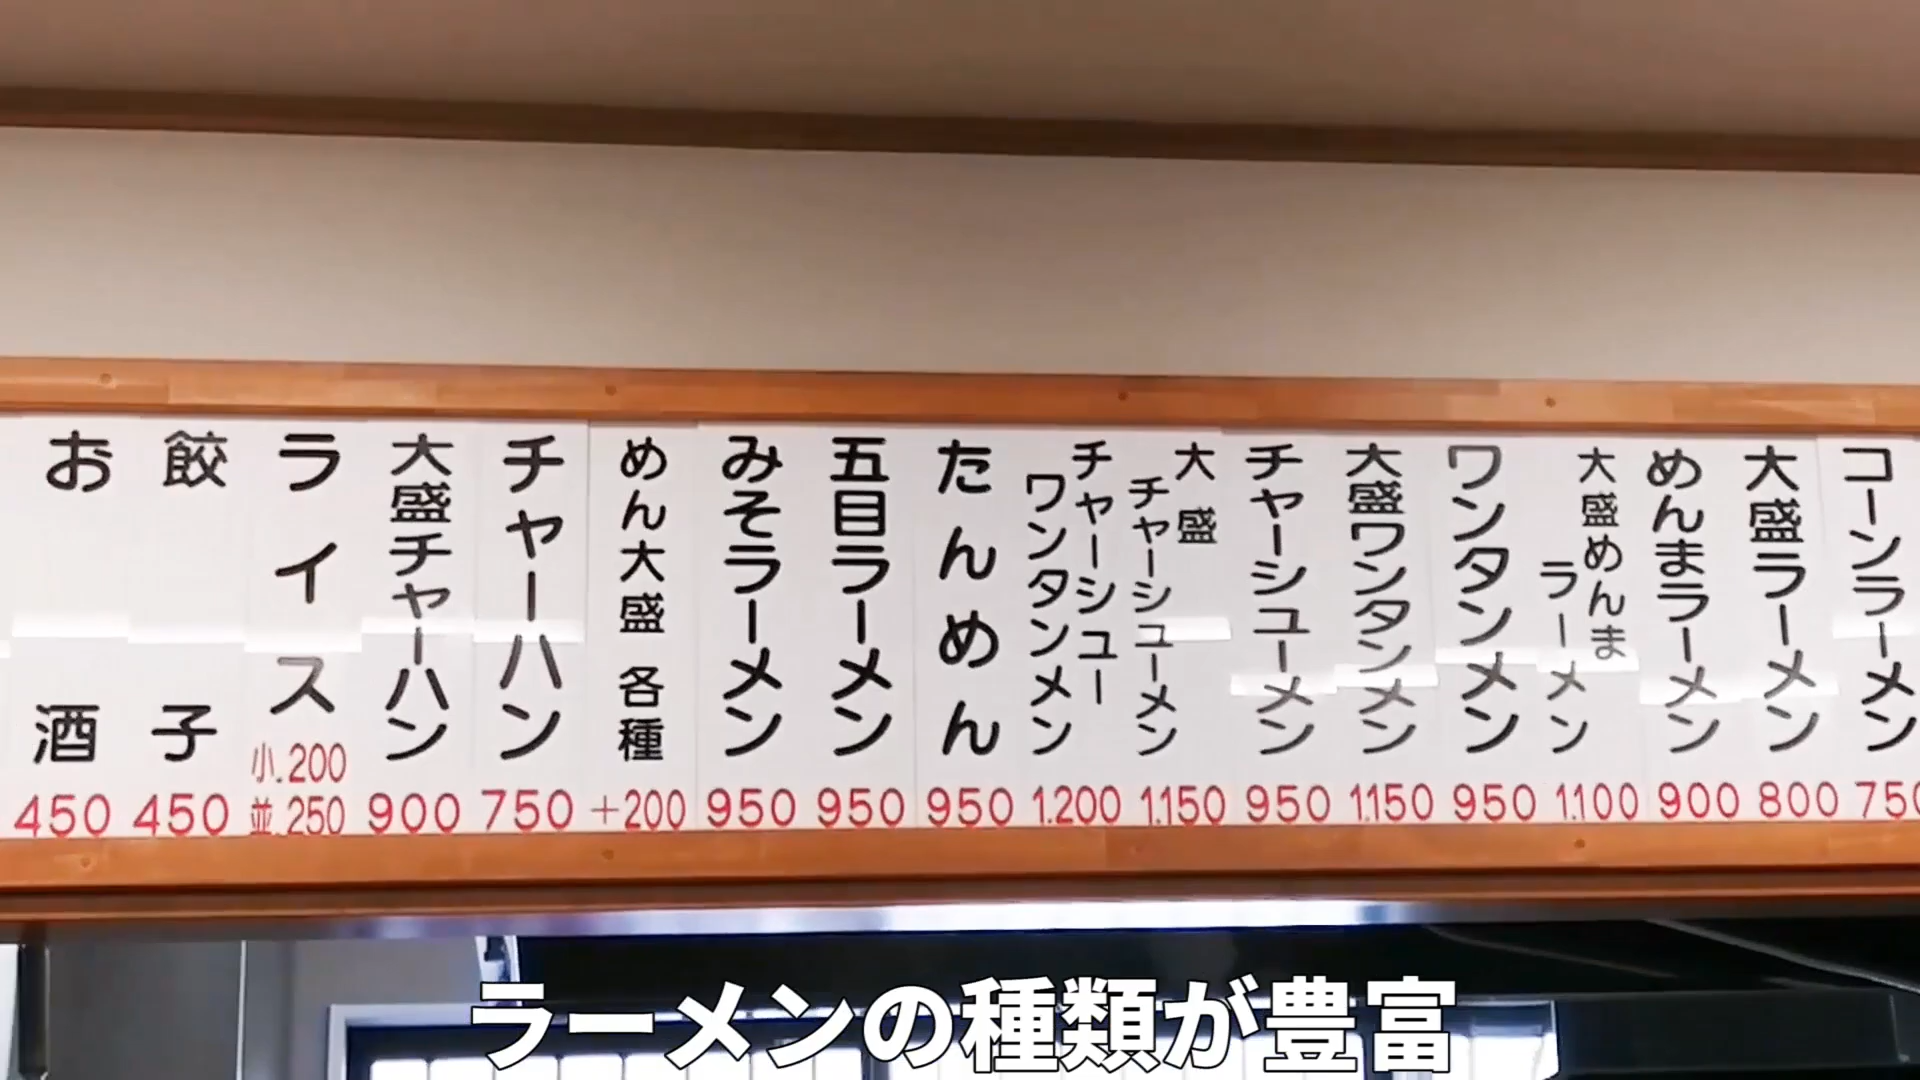 コーンラーメン
750
大盛ラーメン
800
めんまラーメン
900
大盛めんま
ラーメン
1.100
ワンタンメン
950
大盛ワンタンメン
1.150
チャーシューメン
950
大盛
チャーシューメン
1.150
チャーシュー
ワンタンメン
1.200
たんめん
950
五目ラーメン
950
みそラーメン
950
めん大盛 各種
+200
チャーハン
750
大盛チャーハン
900
ライス
小.200
並.250
餃子
450
お酒
450
ラーメンの種類が豊富